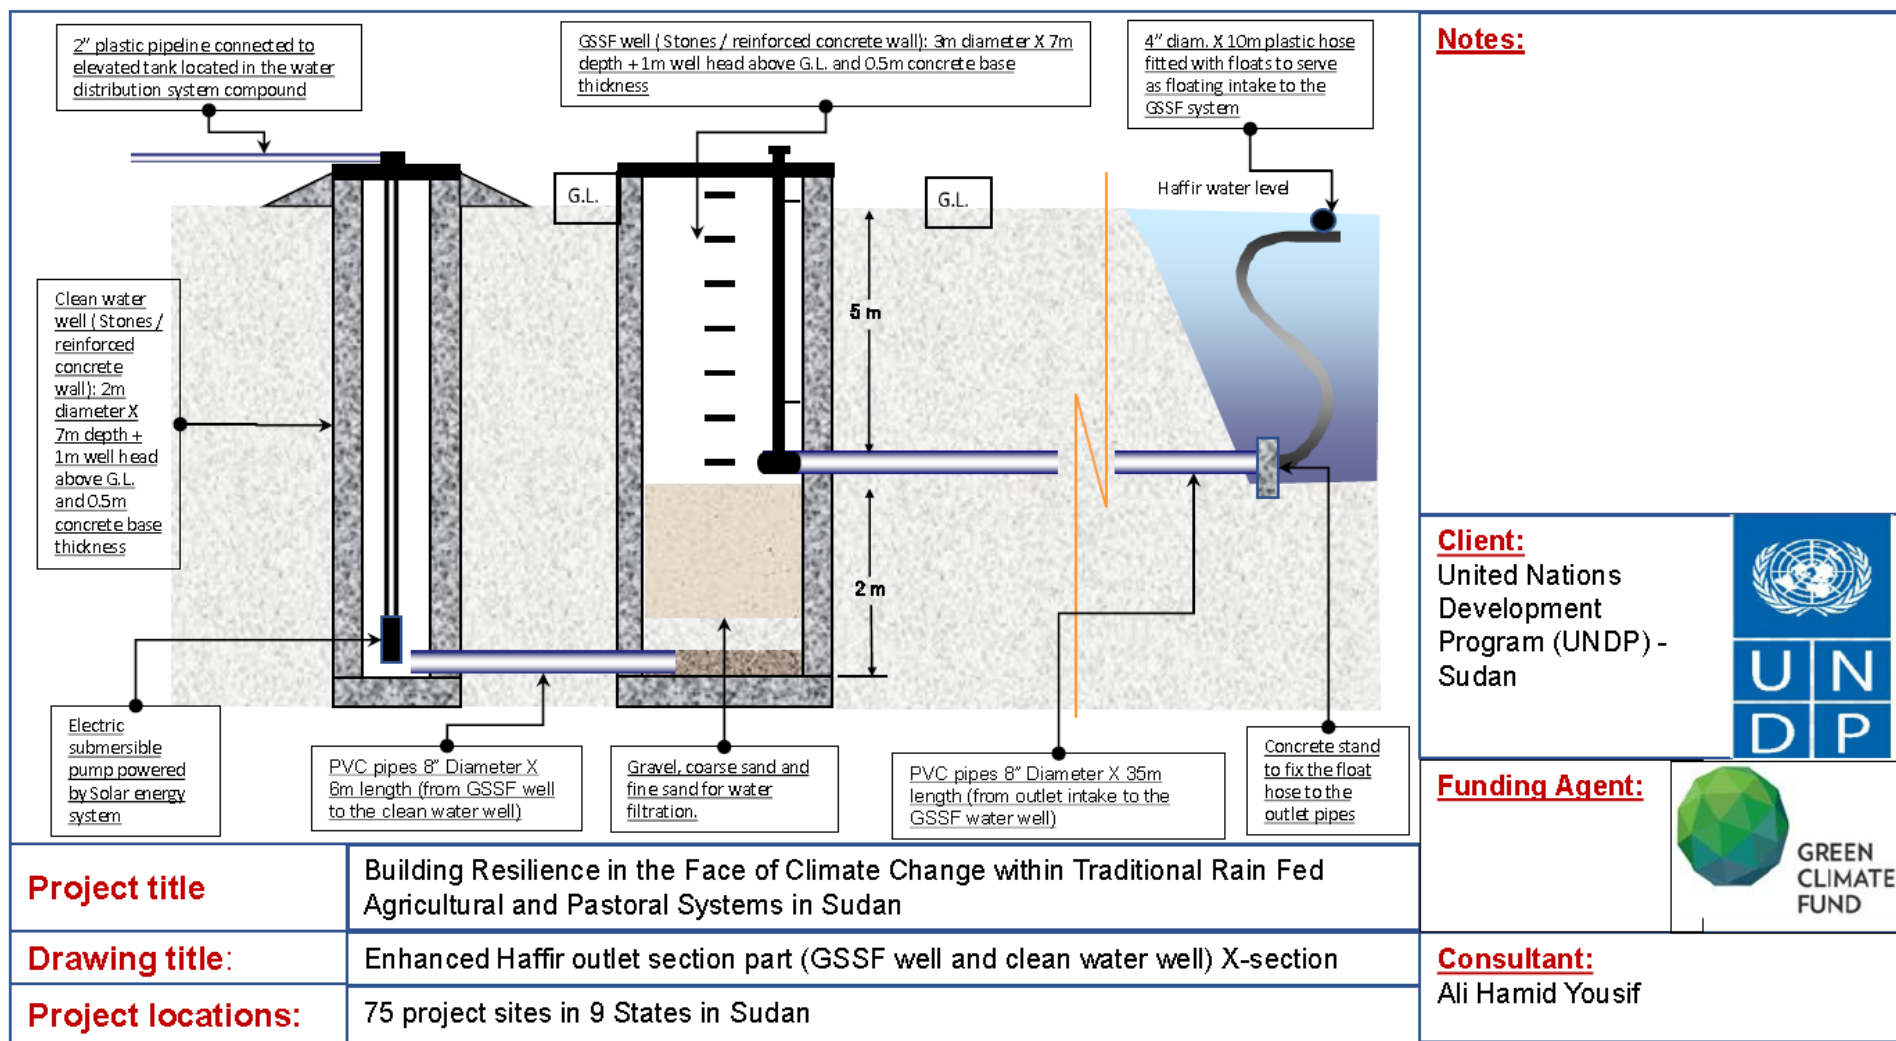 2” plastic pipeline connected to
elevated tank located in the water
distribution system compound
GSSF well ( Stones / reinforced concrete wall): 3m diameter X 7m
depth + 1m well head above G.L. and 0.5m concrete base
thickness
4” diam. X 10m plastic hose
fitted with floats to serve
as floating intake to the
GSSF system
G.L.
G.L.
Haffir water level
5 m
2 m
Clean water
well ( Stones /
reinforced
concrete
wall): 2m
diameter X
7m depth +
1m well head
above G.L.
and 0.5m
concrete base
thickness
Electric
submersible
pump powered
by Solar energy
system
PVC pipes 8” Diameter X
6m length (from GSSF well
to the clean water well)
Gravel, coarse sand and
fine sand for water
filtration.
PVC pipes 8” Diameter X 35m
length (from outlet intake to the
GSSF water well)
Concrete stand
to fix the float
hose to the
outlet pipes
Notes:
Client:
United Nations
Development
Program (UNDP) -
Sudan
U N
D P
Funding Agent:
GREEN
CLIMATE
FUND
Consultant:
Ali Hamid Yousif
Project title
Building Resilience in the Face of Climate Change within Traditional Rain Fed
Agricultural and Pastoral Systems in Sudan
Drawing title:
Enhanced Haffir outlet section part (GSSF well and clean water well) X-section
Project locations:
75 project sites in 9 States in Sudan